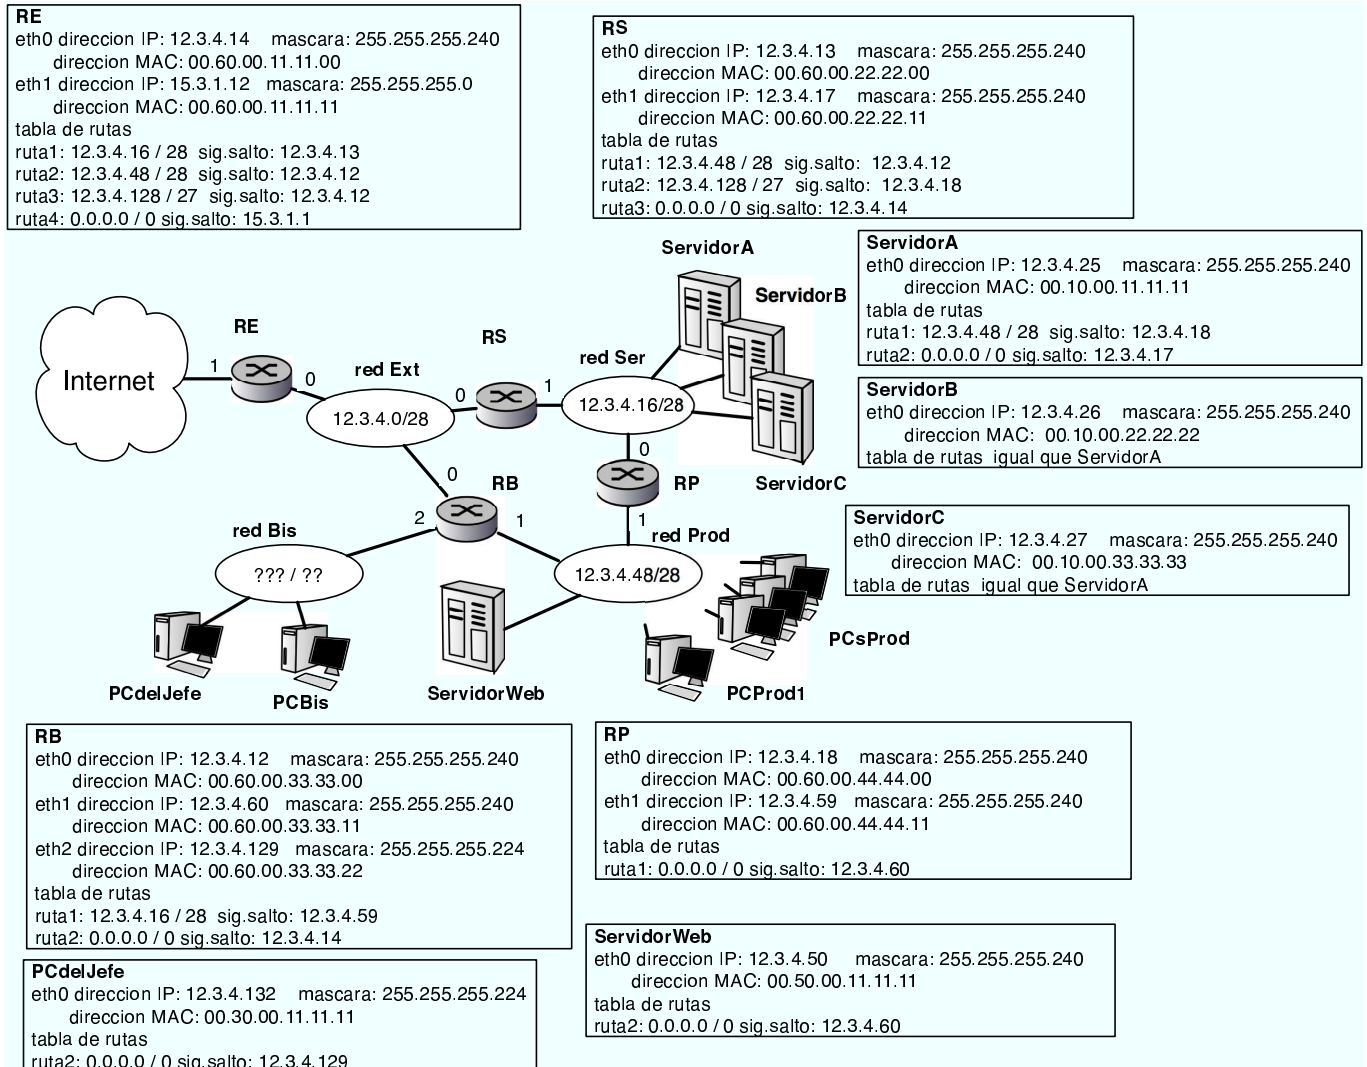 RE
eth0 direccion IP: 12.3.4.14 mascara: 255.255.255.240
direccion MAC: 00.60.00.11.11.00
eth1 direccion IP: 15.3.1.12 mascara: 255.255.255.0
direccion MAC: 00.60.00.11.11.11
tabla de rutas
ruta1: 12.3.4.16 / 28 sig.salto: 12.3.4.13
ruta2: 12.3.4.48 / 28 sig.salto: 12.3.4.12
ruta3: 12.3.4.128 / 27 sig.salto: 12.3.4.12
ruta4: 0.0.0.0 / 0 sig.salto: 15.3.1.1
RS
eth0 direccion IP: 12.3.4.13 mascara: 255.255.255.240
direccion MAC: 00.60.00.22.22.00
eth1 direccion IP: 12.3.4.17 mascara: 255.255.255.240
direccion MAC: 00.60.00.22.22.11
tabla de rutas
ruta1: 12.3.4.48 / 28 sig.salto: 12.3.4.12
ruta2: 12.3.4.128 / 27 sig.salto: 12.3.4.18
ruta3: 0.0.0.0 / 0 sig.salto: 12.3.4.14
ServidorA
eth0 direccion IP: 12.3.4.25 mascara: 255.255.255.240
direccion MAC: 00.10.00.11.11.11
tabla de rutas
ruta1: 12.3.4.48 / 28 sig.salto: 12.3.4.18
ruta2: 0.0.0.0 / 0 sig.salto: 12.3.4.17
ServidorB
eth0 direccion IP: 12.3.4.26 mascara: 255.255.255.240
direccion MAC: 00.10.00.22.22.22
tabla de rutas igual que ServidorA
ServidorC
eth0 direccion IP: 12.3.4.27 mascara: 255.255.255.240
direccion MAC: 00.10.00.33.33.33
tabla de rutas igual que ServidorA
ServidorA
ServidorB
ServidorC
Internet
1
RE
0
red Ext
12.3.4.0/28
RS
0
1
red Ser
12.3.4.16/28
0
RP
1
0
RB
2
1
red Bis
??? / ??
red Prod
12.3.4.48/28
PCdelJefe
PCBis
ServidorWeb
PCProd1
PCsProd
RB
eth0 direccion IP: 12.3.4.12 mascara: 255.255.255.240
direccion MAC: 00.60.00.33.33.00
eth1 direccion IP: 12.3.4.60 mascara: 255.255.255.240
direccion MAC: 00.60.00.33.33.11
eth2 direccion IP: 12.3.4.129 mascara: 255.255.255.224
direccion MAC: 00.60.00.33.33.22
tabla de rutas
ruta1: 12.3.4.16 / 28 sig.salto: 12.3.4.59
ruta2: 0.0.0.0 / 0 sig.salto: 12.3.4.14
RP
eth0 direccion IP: 12.3.4.18 mascara: 255.255.255.240
direccion MAC: 00.60.00.44.44.00
eth1 direccion IP: 12.3.4.59 mascara: 255.255.255.240
direccion MAC: 00.60.00.44.44.11
tabla de rutas
ruta1: 0.0.0.0 / 0 sig.salto: 12.3.4.60
ServidorWeb
eth0 direccion IP: 12.3.4.50 mascara: 255.255.255.240
direccion MAC: 00.50.00.11.11.11
tabla de rutas
ruta2: 0.0.0.0 / 0 sig.salto: 12.3.4.60
PCdelJefe
eth0 direccion IP: 12.3.4.132 mascara: 255.255.255.224
direccion MAC: 00.30.00.11.11.11
tabla de rutas
ruta2: 0.0.0.0 / 0 sig.salto: 12.3.4.129